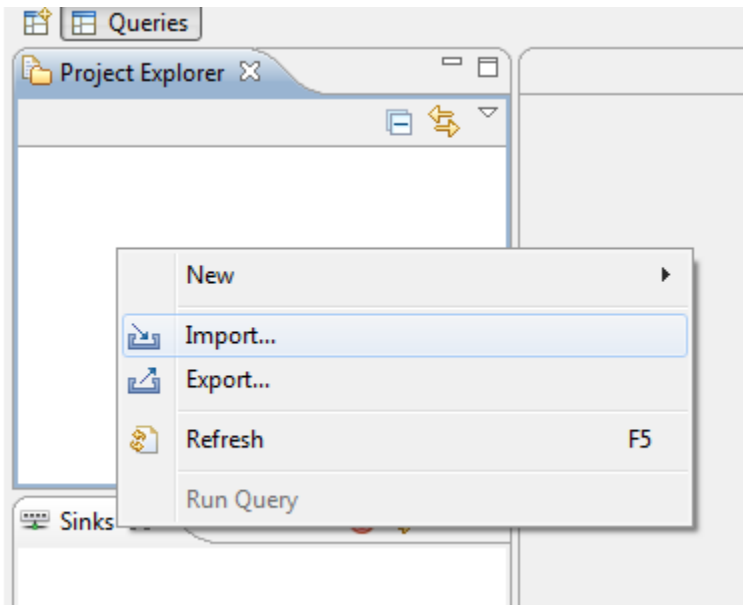 Queries
Project Explorer
New
Import...
Export...
Refresh F5
Run Query
Sinks